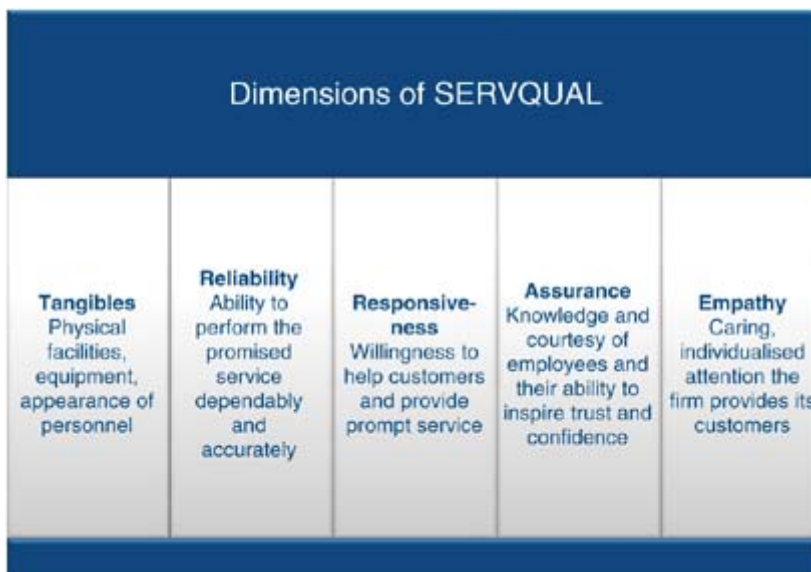 Dimensions of SERVQUAL
Tangibles
Physical
facilities,
equipment,
appearance of
personnel
Reliability
Ability to
perform the
promised
service
dependably
and
accurately
Responsive-
ness
Willingness to
help customers
and provide
prompt service
Assurance
Knowledge and
courtesy of
employees and
their ability to
inspire trust and
confidence
Empathy
Caring,
individualised
attention the
firm provides its
customers